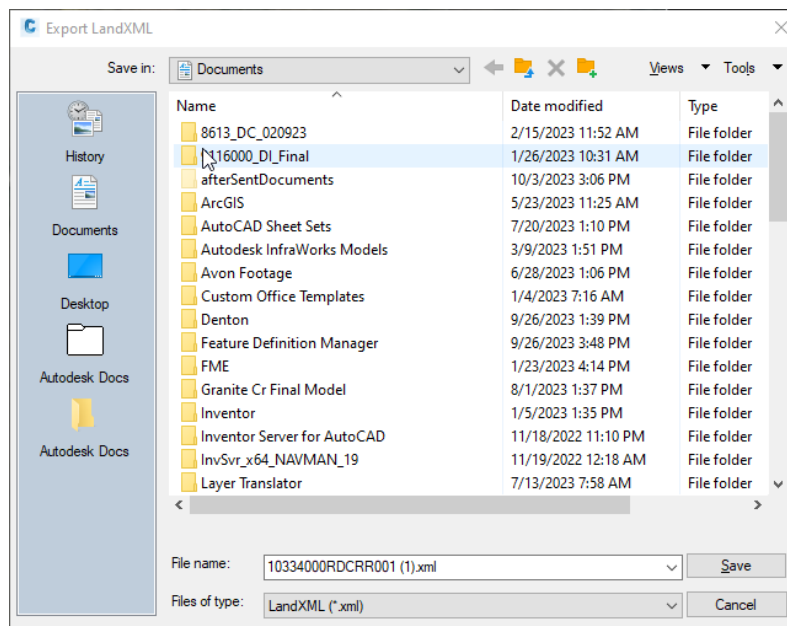 Export LandXML
Save in: Documents Views Tools
Name Date modified Type
8613_DC_020923 2/15/2023 11:52 AM File folder
116000_DI_Final 1/26/2023 10:31 AM File folder
afterSentDocuments 10/3/2023 3:06 PM File folder
ArcGIS 5/23/2023 11:25 AM File folder
AutoCAD Sheet Sets 7/20/2023 1:10 PM File folder
Autodesk InfraWorks Models 3/9/2023 1:51 PM File folder
Avon Footage 6/28/2023 1:06 PM File folder
Custom Office Templates 1/4/2023 7:16 AM File folder
Denton 9/26/2023 1:39 PM File folder
Feature Definition Manager 9/26/2023 3:48 PM File folder
FME 1/23/2023 4:14 PM File folder
Granite Cr Final Model 8/1/2023 1:37 PM File folder
Inventor 1/5/2023 1:35 PM File folder
Inventor Server for AutoCAD 11/18/2022 11:10 PM File folder
InvSvr_x64_NAVMAN_19 11/19/2022 12:18 AM File folder
Layer Translator 7/13/2023 7:58 AM File folder
History
Documents
Desktop
Autodesk Docs
Autodesk Docs
File name: 10334000RDCRR001 (1).xml Save
Files of type: LandXML (*.xml) Cancel